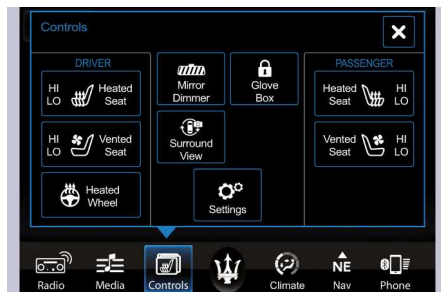 Controls
X
DRIVER
PASSENGER
HI
LO
Heated
Seat
Mirror
Dimmer
Glove
Box
Heated
Seat
HI
LO
HI
LO
Vented
Seat
Surround
View
Vented
Seat
HI
LO
Heated
Wheel
Settings
Radio
Media
Controls
Climate
NE
Nav
Phone